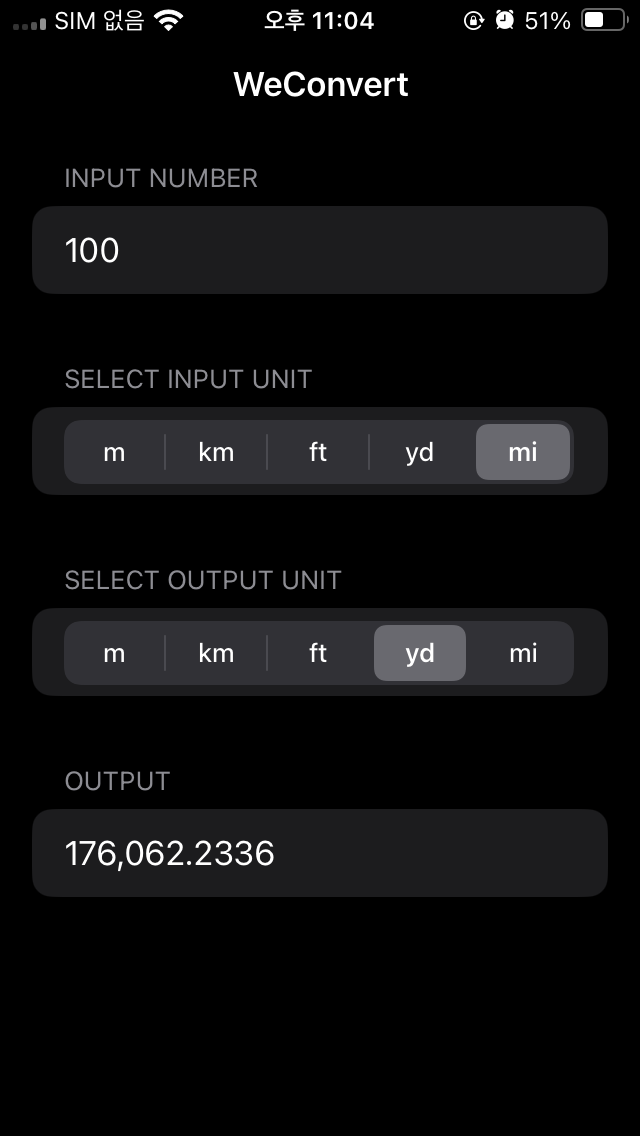 SIM 없음 오후 11:04 51%
WeConvert
INPUT NUMBER
100
SELECT INPUT UNIT
m km ft yd mi
SELECT OUTPUT UNIT
m km ft yd mi
OUTPUT
176,062.2336